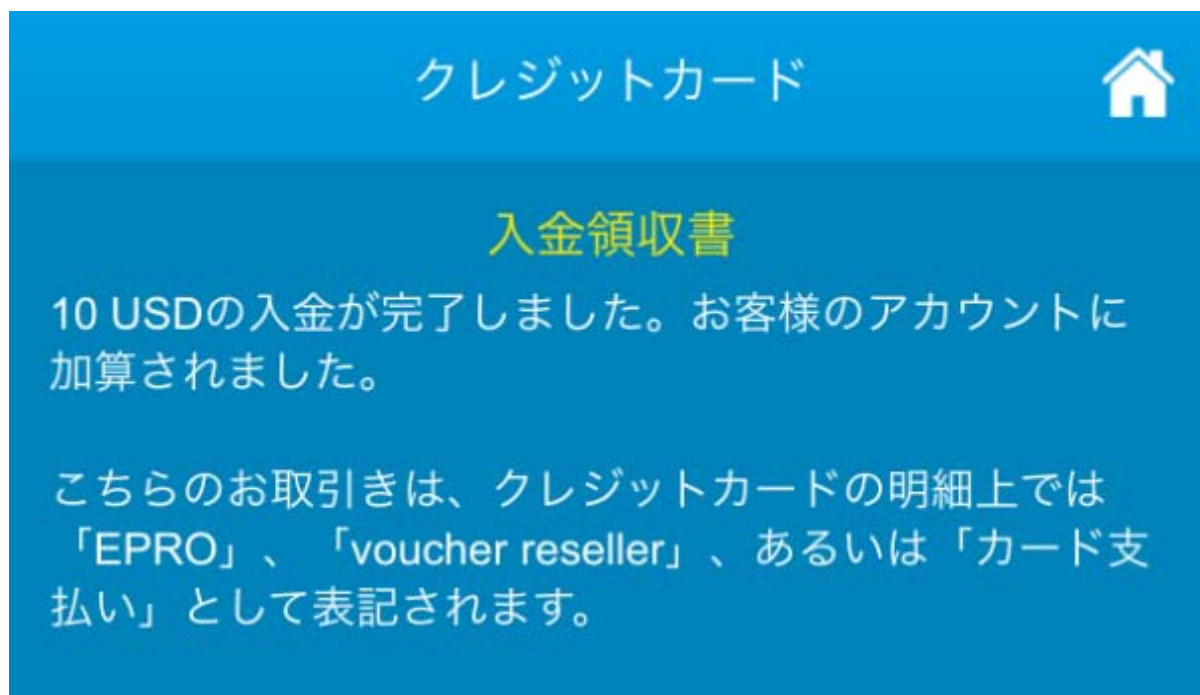 クレジットカード
入金領収書
10 USDの入金が完了しました。お客様のアカウントに
加算されました。
こちらのお取引きは、クレジットカードの明細上では
「EPRO」、「voucher reseller」、あるいは「カード支
払い」として表記されます。